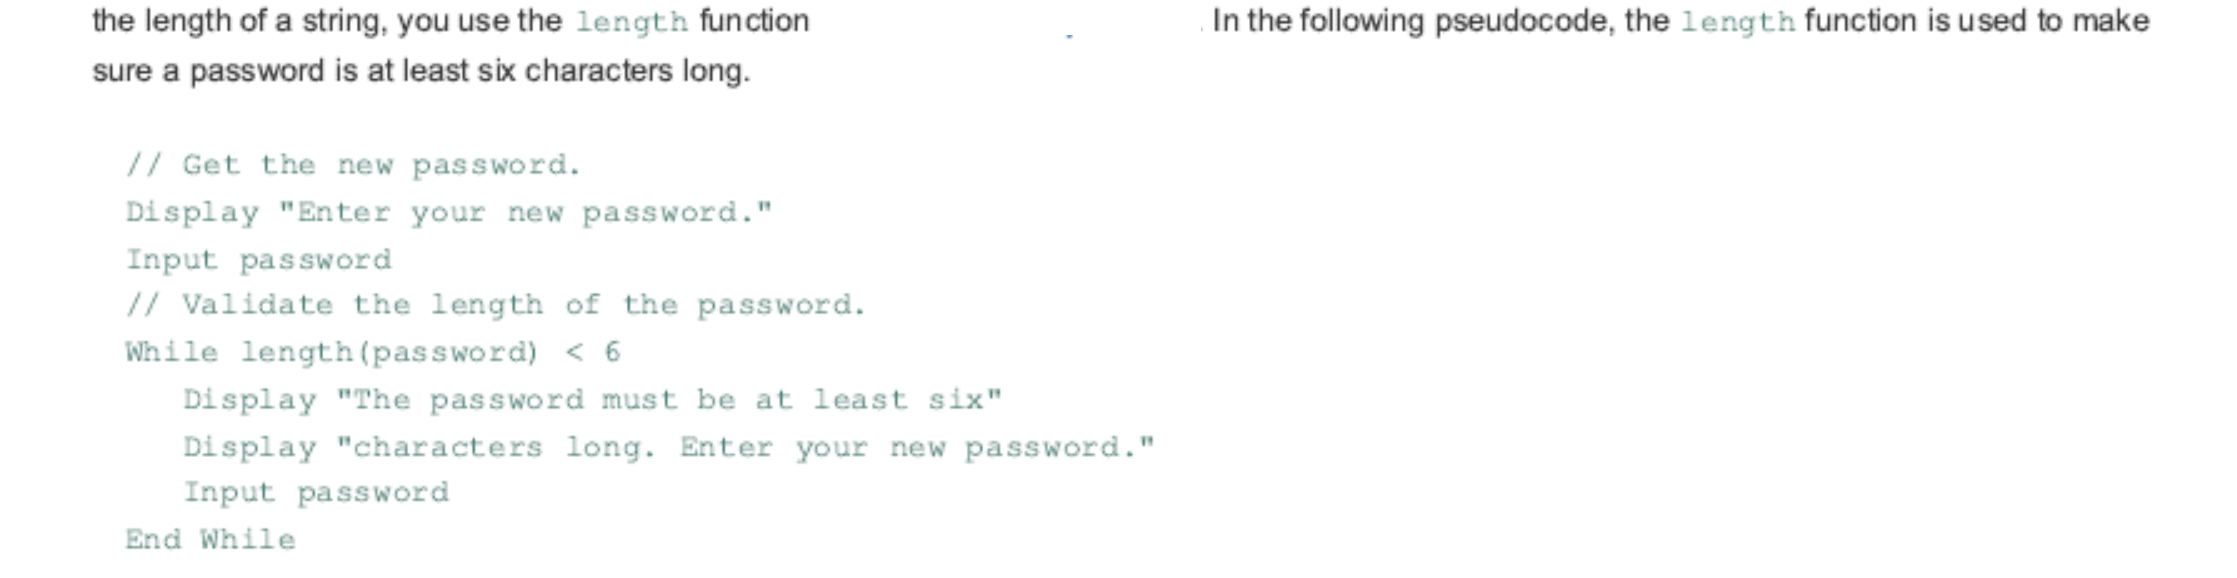 the length of a string, you use the length function . In the following pseudocode, the length function is used to make
sure a password is at least six characters long.
// Get the new password.
Display "Enter your new password."
Input password
// Validate the length of the password.
While length(password) < 6
Display "The password must be at least six"
Display "characters long. Enter your new password."
Input password
End While